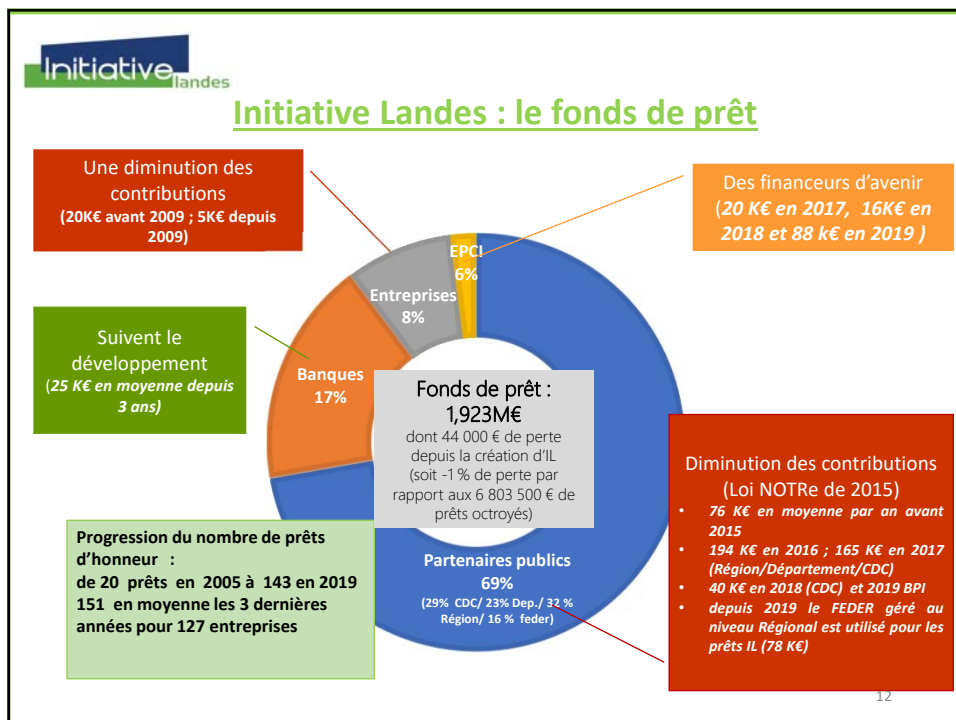 Initiative
landes
Initiative Landes : le fonds de prêt
Une diminution des
contributions
(20K€ avant 2009 ; 5K€ depuis
2009)
Des financeurs d'avenir
(20 K€ en 2017, 16K€ en
2018 et 88 k€ en 2019 )
EPCI
6%
Entreprises
8%
Suivent le
développement
(25 K€ en moyenne depuis
3 ans)
Banques
17%
Fonds de prêt :
1,923M€
dont 44 000 € de perte
depuis la création d'IL
(soit -1 % de perte par
rapport aux 6 803 500 € de
prêts octroyés)
Diminution des contributions
(Loi NOTRe de 2015)
• 76 K€ en moyenne par an avant
2015
• 194 K€ en 2016 ; 165 K€ en 2017
(Région/Département/CDC)
• 40 K€ en 2018 (CDC) et 2019 BPI
• depuis 2019 le FEDER géré au
niveau Régional est utilisé pour les
prêts IL (78 K€)
Progression du nombre de prêts
d'honneur :
de 20 prêts en 2005 à 143 en 2019
151 en moyenne les 3 dernières
années pour 127 entreprises
Partenaires publics
69%
(29% CDC/ 23% Dep./ 32 %
Région/ 16 % feder)
12